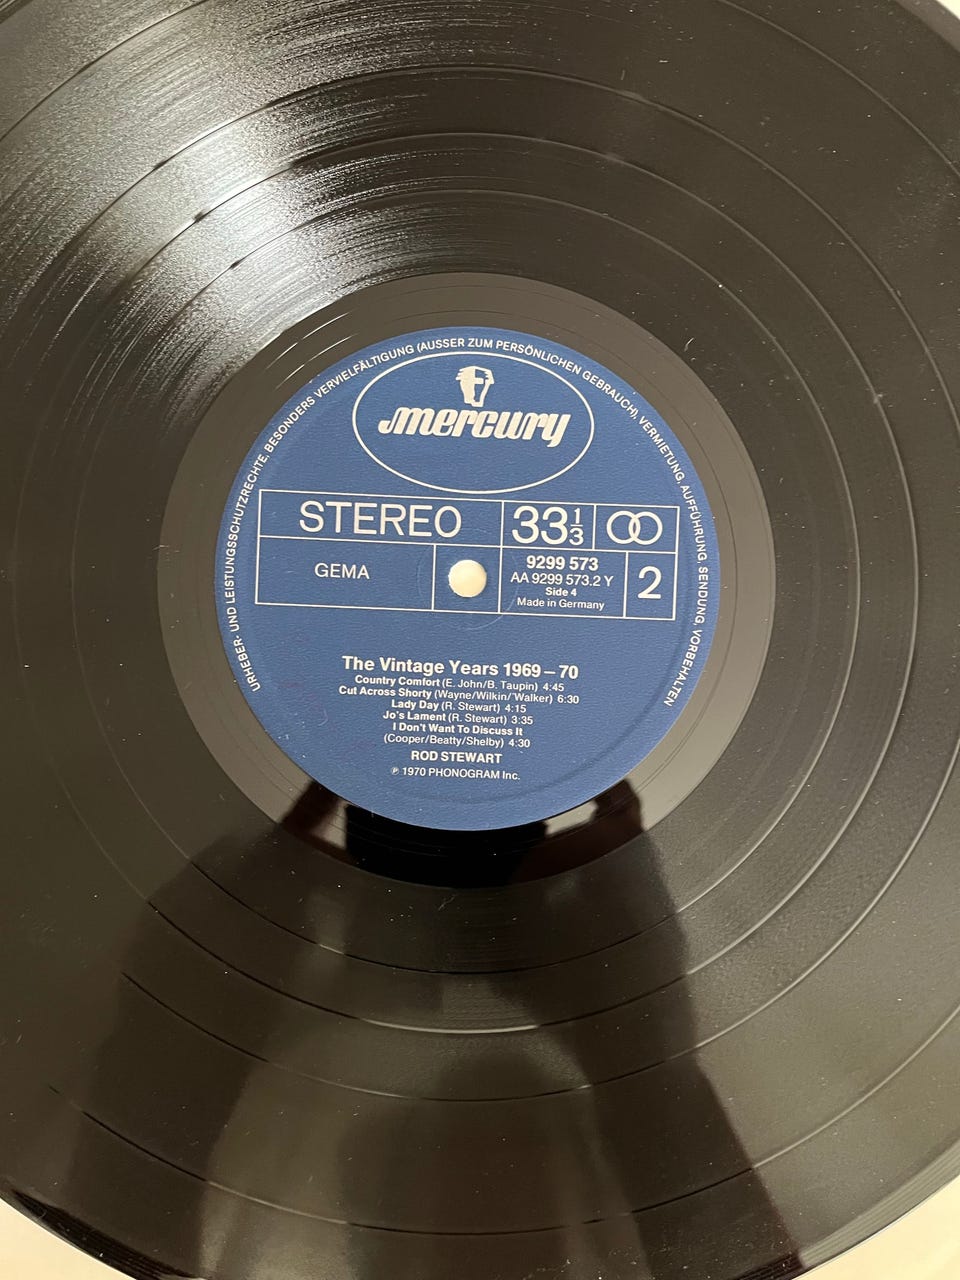 URHEBER- UND LEISTUNGSSCHUTZRECHTE, BESONDERS VERVIELFÄLTIGUNG (AUSSER ZUM PERSÖNLICHEN GEBRAUCH), VERMIETUNG, AUFFÜHRUNG, SENDUNG, VORBEHALTEN
mercury
STEREO 33 1/3
GEMA
9299 573
AA 9299 573.2 Y
Side 4
Made in Germany
2
The Vintage Years 1969–70
Country Comfort (E. John/B. Taupin) 4:45
Cut Across Shorty (Wayne/Wilkin/Walker) 6:30
Lady Day (R. Stewart) 4:15
Jo's Lament (R. Stewart) 3:35
I Don't Want To Discuss It
(Cooper/Beatty/Shelby) 4:30
ROD STEWART
℗ 1970 PHONOGRAM Inc.